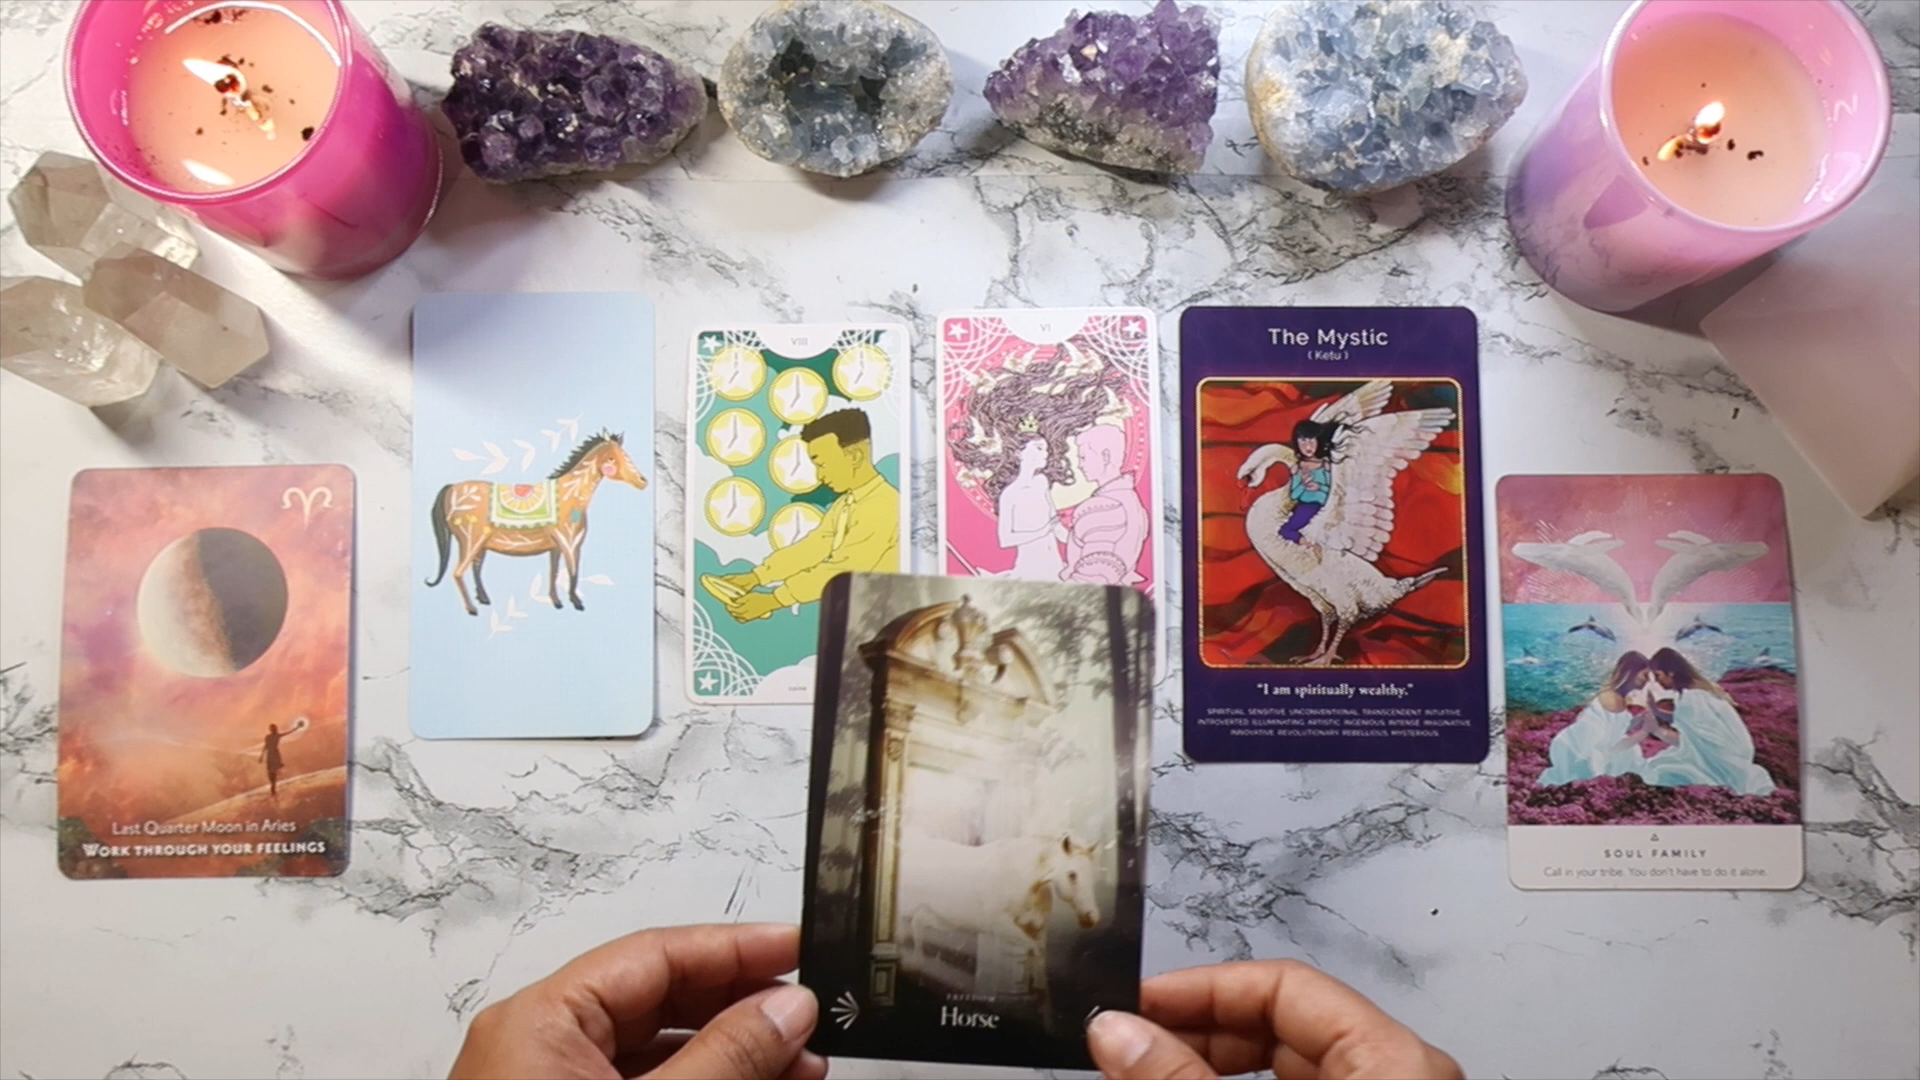 Last Quarter Moon in Aries
WORK THROUGH YOUR FEELINGS
VIII
VI
The Mystic
( Ketu )
"I am spiritually wealthy."
SPIRITUAL SENSITIVE UNCONVENTIONAL TRANSCENDENT INTUITIVE
INTROVERTED ILLUMINATING ARTISTIC INGENIOUS INTENSE IMAGINATIVE
INNOVATIVE REVOLUTIONARY REBELLIOUS MYSTERIOUS
SOUL FAMILY
Call in your tribe. You don't have to do it alone.
FREEDOM
Horse